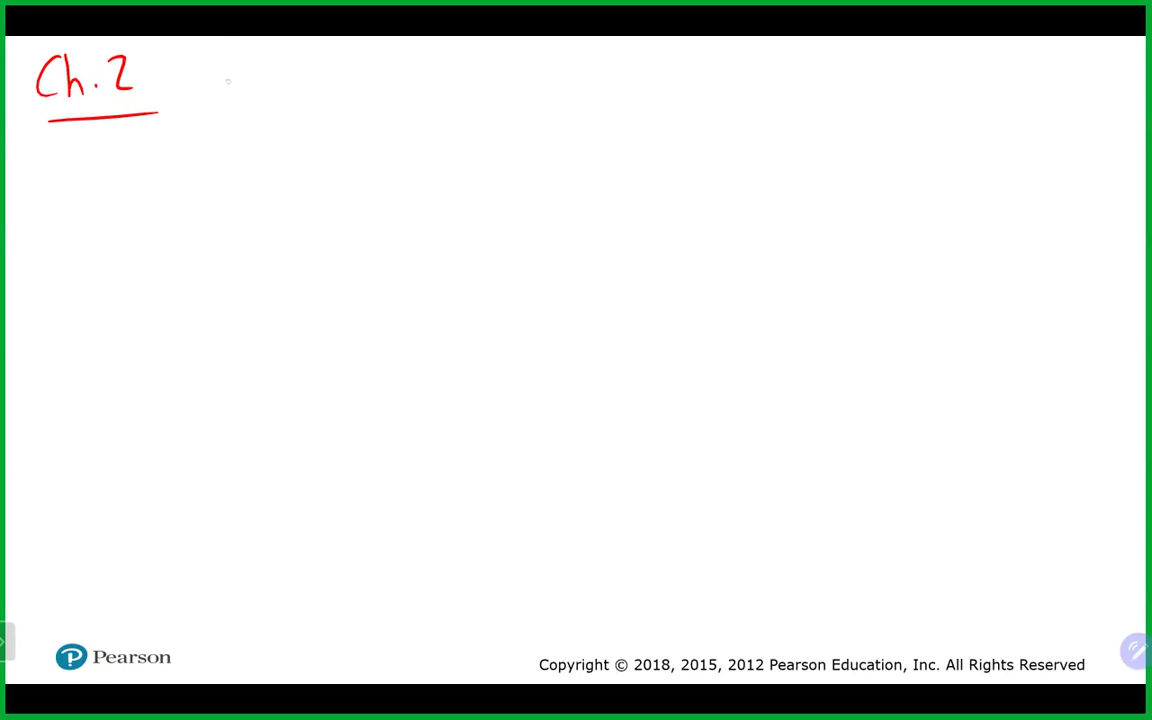 Ch. 2
Pearson
Copyright © 2018, 2015, 2012 Pearson Education, Inc. All Rights Reserved